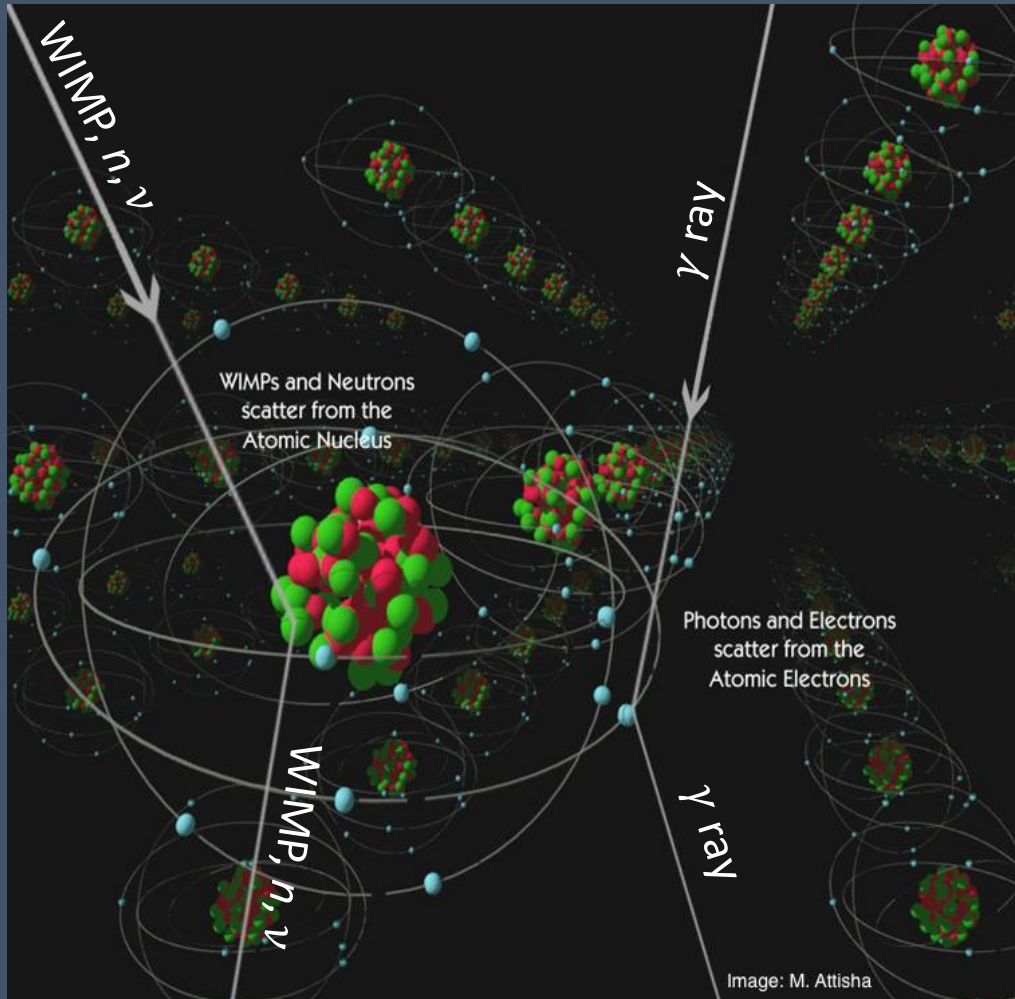 WIMP, n, ν
γ ray
WIMPs and Neutrons
scatter from the
Atomic Nucleus
Photons and Electrons
scatter from the
Atomic Electrons
WIMP, n, ν
γ ray
Image: M. Attisha